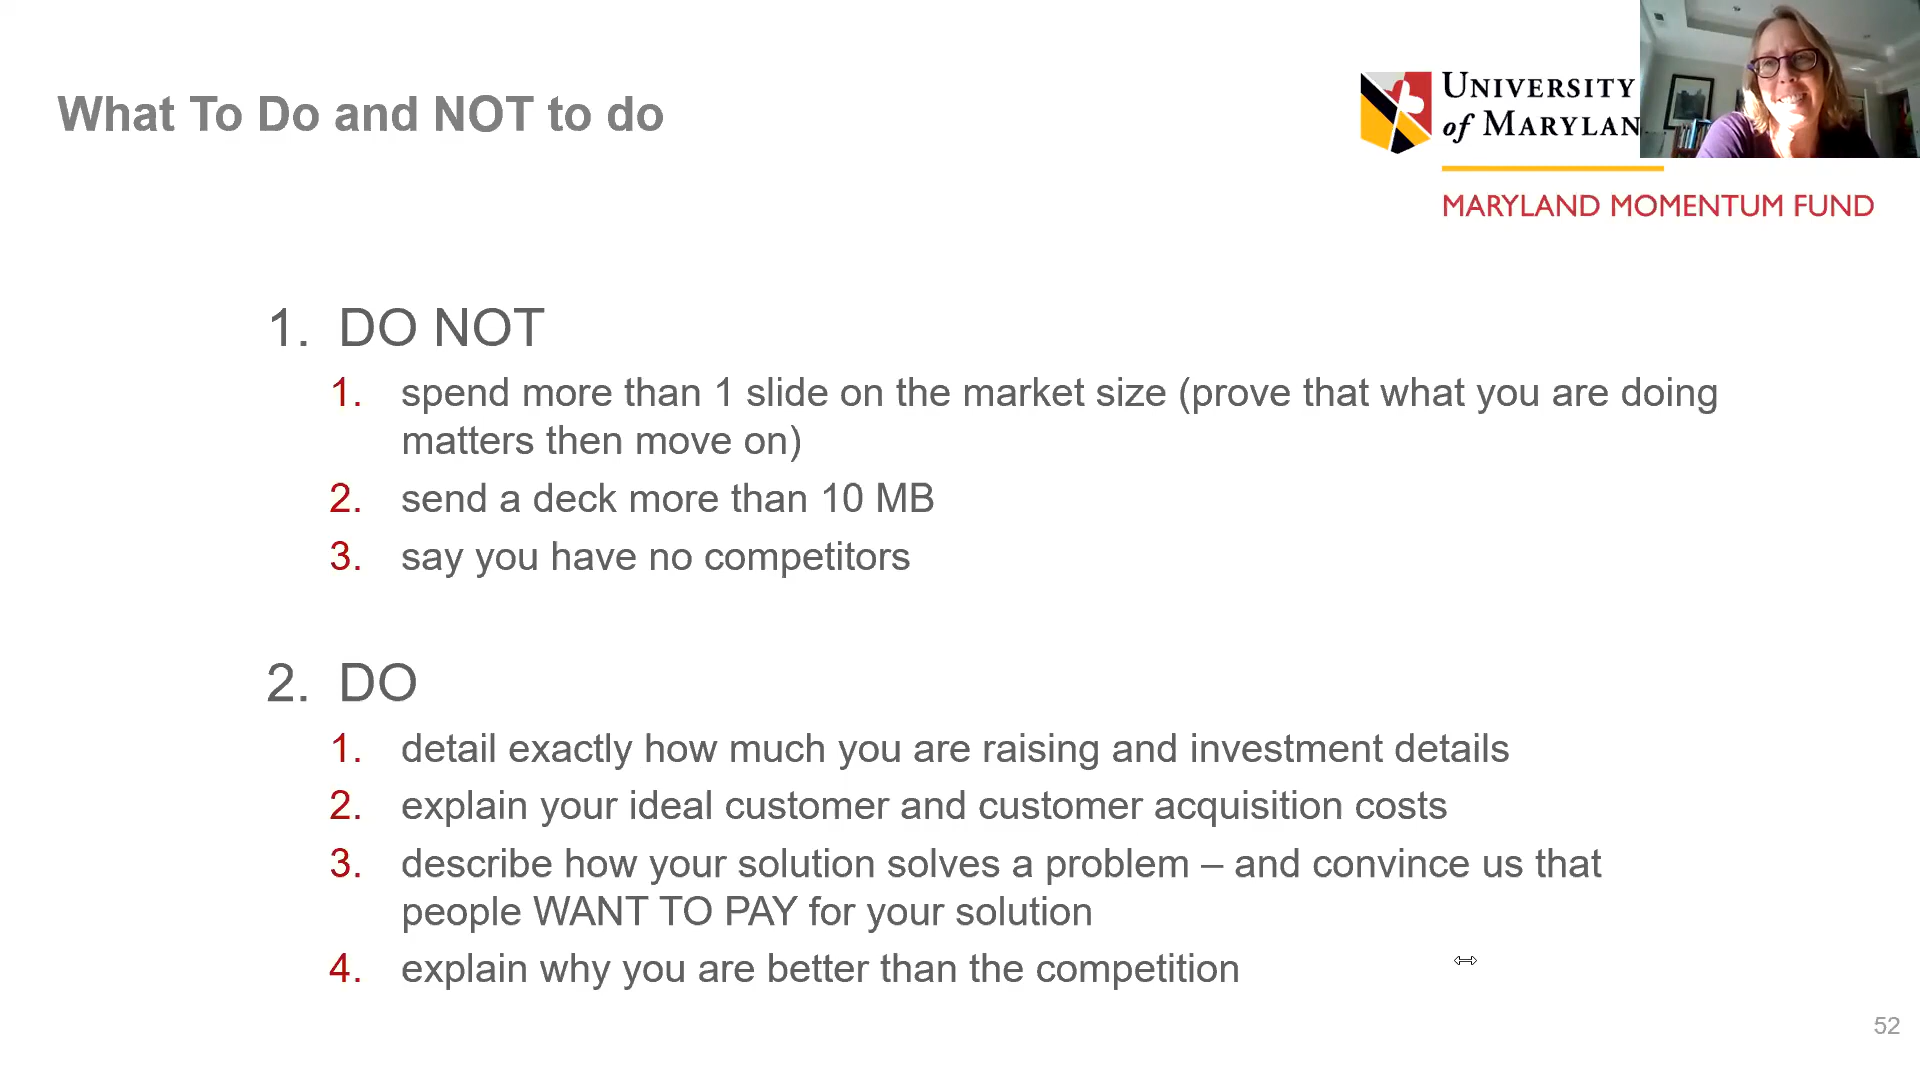 What To Do and NOT to do
UNIVERSITY
of MARYLAN
MARYLAND MOMENTUM FUND
1. DO NOT
1. spend more than 1 slide on the market size (prove that what you are doing
matters then move on)
2. send a deck more than 10 MB
3. say you have no competitors
2. DO
1. detail exactly how much you are raising and investment details
2. explain your ideal customer and customer acquisition costs
3. describe how your solution solves a problem – and convince us that
people WANT TO PAY for your solution
4. explain why you are better than the competition
52